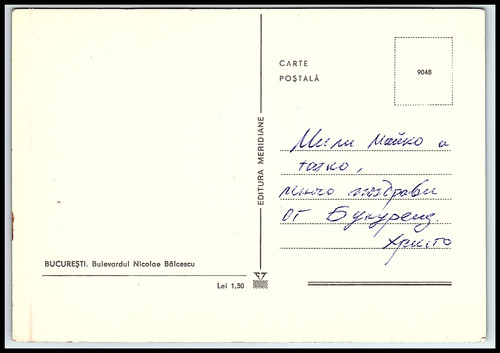 CARTE
POȘTALĂ
9048
EDITURA MERIDIANE
Мили Майко и
татко,
много поздрави
от Букурещ.
Христо
BUCUREȘTI. Bulevardul Nicolae Bălcescu
Lei 1,50